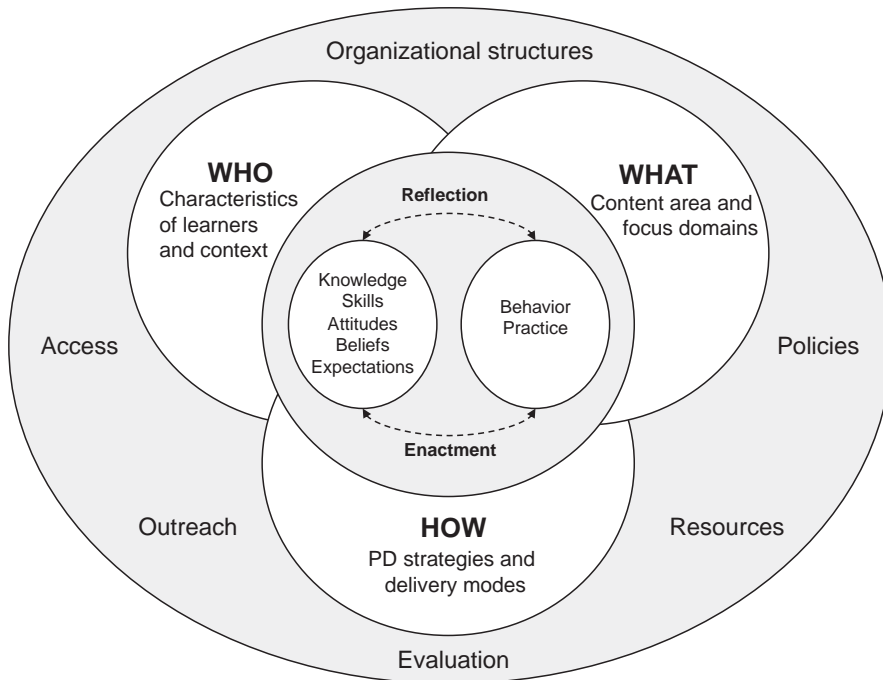 Organizational structures
WHO
Characteristics
of learners
and context
WHAT
Content area and
focus domains
Reflection
Knowledge
Skills
Attitudes
Beliefs
Expectations
Behavior
Practice
Access
Policies
Enactment
Outreach
Resources
HOW
PD strategies and
delivery modes
Evaluation